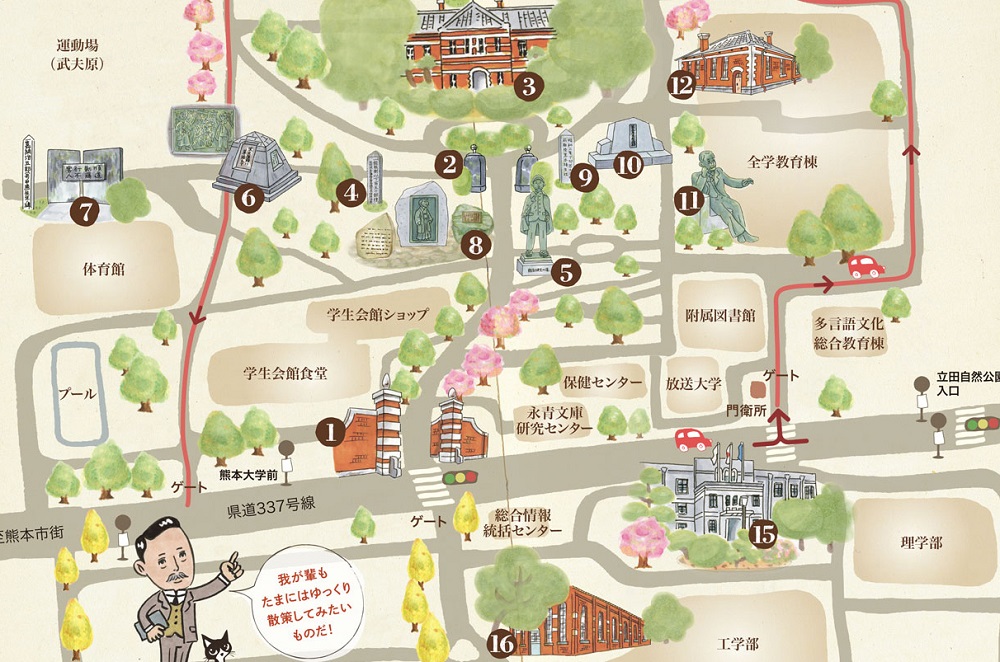 運動場
(武夫原)
3
12
全学教育棟
2
9
10
4
11
6
7
8
5
体育館
学生会館ショップ
附属図書館
多言語文化
総合教育棟
学生会館食堂
保健センター
放送大学
ゲート
立田自然公園
入口
プール
永青文庫
研究センター
門衛所
1
熊本大学前
ゲート
県道337号線
至熊本市街
ゲート
総合情報
統括センター
15
理学部
我が輩も
たまにはゆっくり
散策してみたい
ものだ!
16
工学部